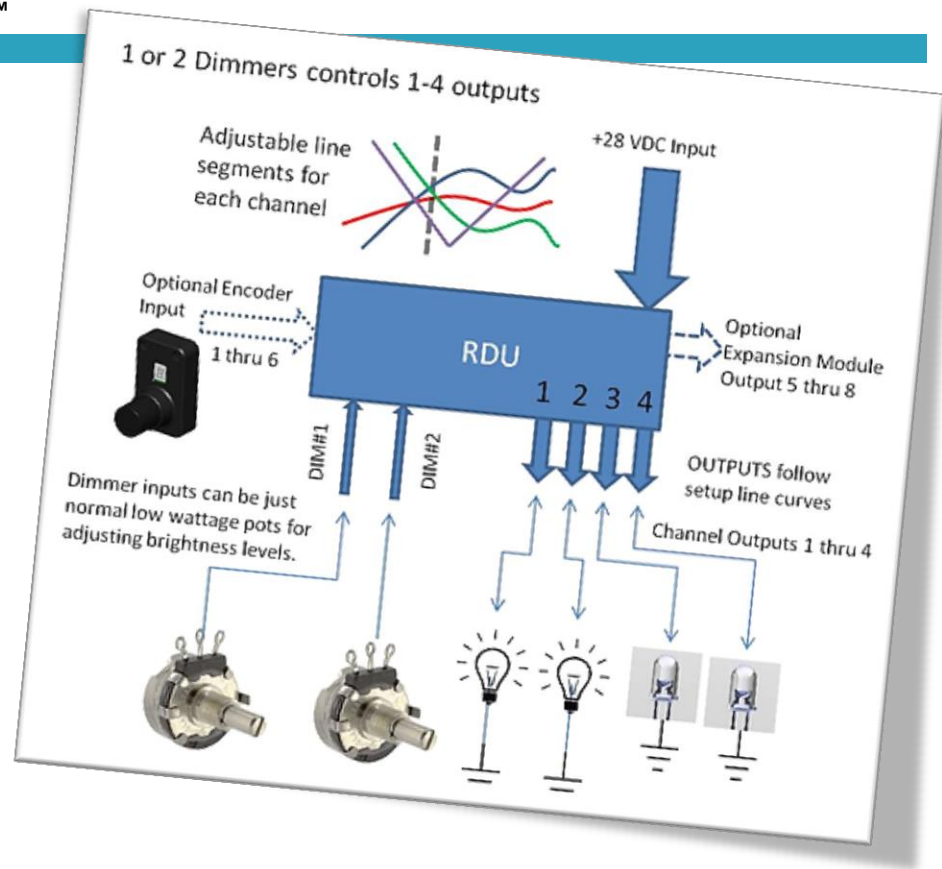 M
1 or 2 Dimmers controls 1-4 outputs
Adjustable line
segments for
each channel
+28 VDC Input
Optional Encoder
Input
1 thru 6
RDU
1 2 3 4
Optional
Expansion Module
Output 5 thru 8
DIM#1
DIM#2
Dimmer inputs can be just
normal low wattage pots for
adjusting brightness levels.
OUTPUTS follow
setup line curves
Channel Outputs 1 thru 4